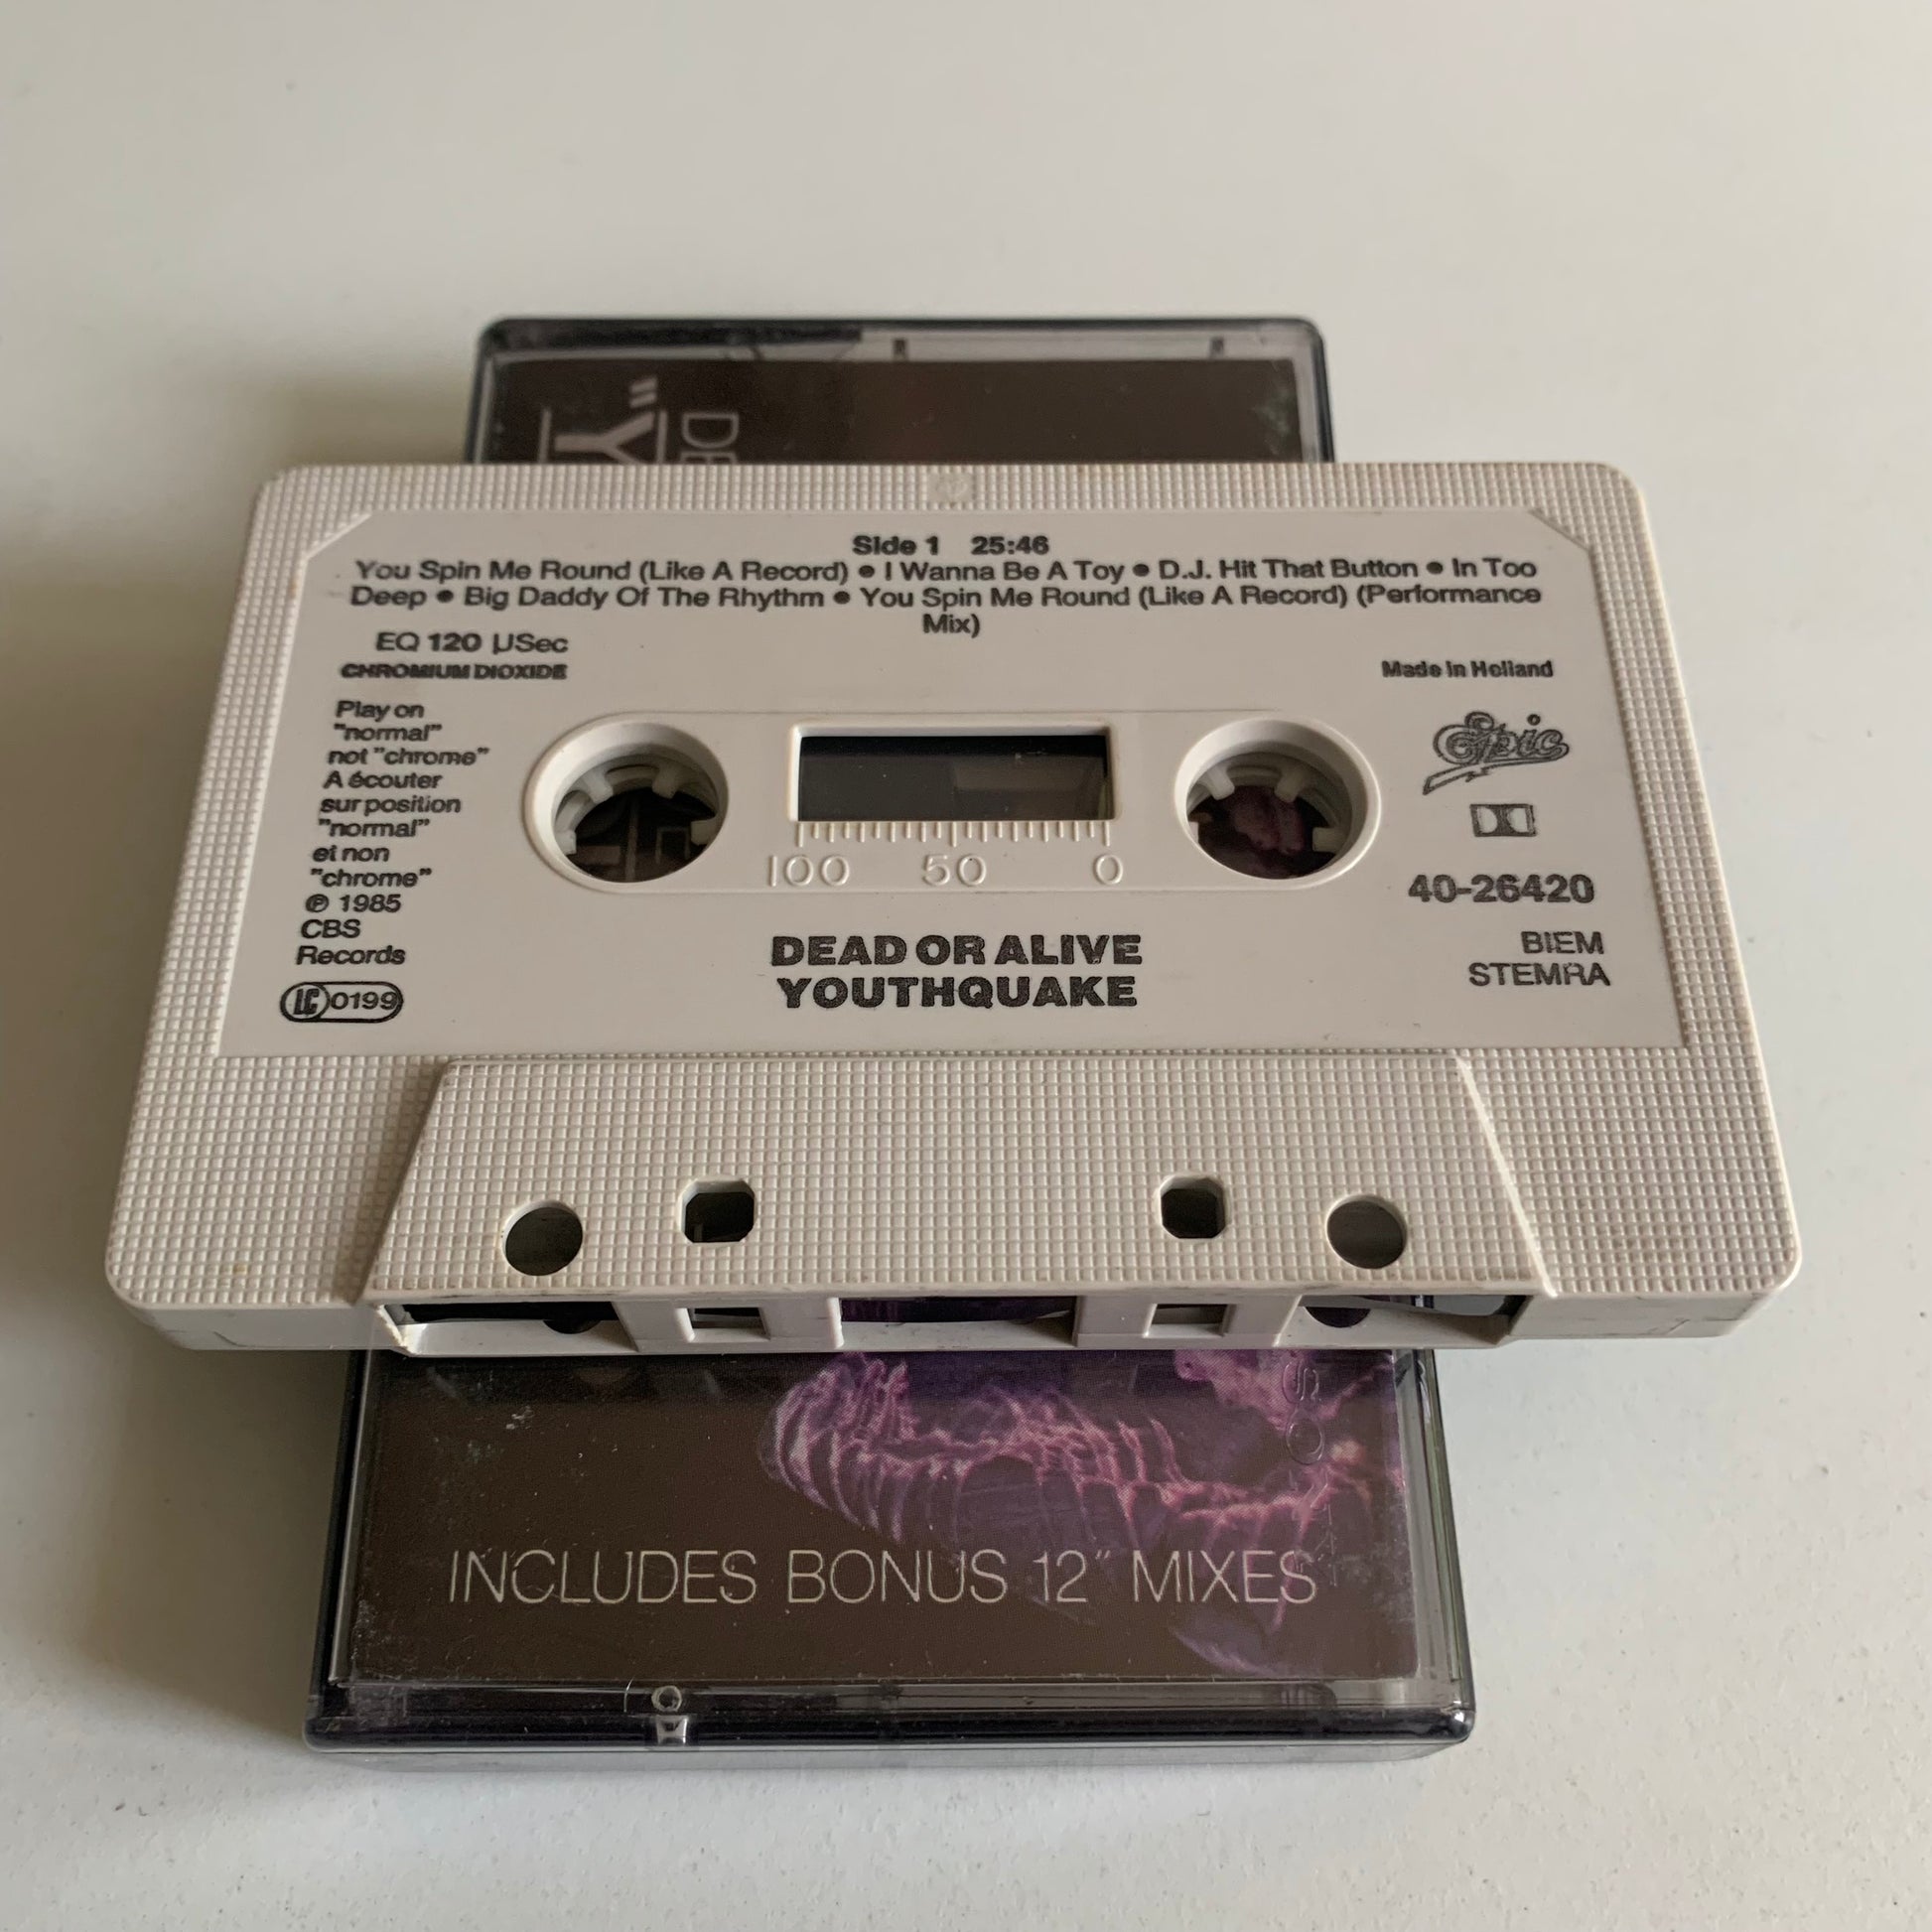 DE
"Y
Side 1 25:46
You Spin Me Round (Like A Record) ● I Wanna Be A Toy ● D.J. Hit That Button ● In Too
Deep ● Big Daddy Of The Rhythm ● You Spin Me Round (Like A Record) (Performance
Mix)
EQ 120 μSec
CHROMIUM DIOXIDE
Made in Holland
Play on
"normal"
not "chrome"
A écouter
sur position
"normal"
et non
"chrome"
℗ 1985
CBS
Records
LC 0199
100 50 0
Epic
40-26420
BIEM
STEMRA
DEAD OR ALIVE
YOUTHQUAKE
INCLUDES BONUS 12" MIXES